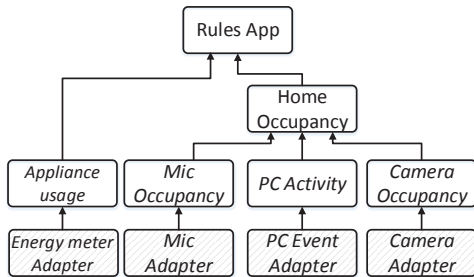 Rules App
Home
Occupancy
Appliance
usage
Mic
Occupancy
PC Activity
Camera
Occupancy
Energy meter
Adapter
Mic
Adapter
PC Event
Adapter
Camera
Adapter